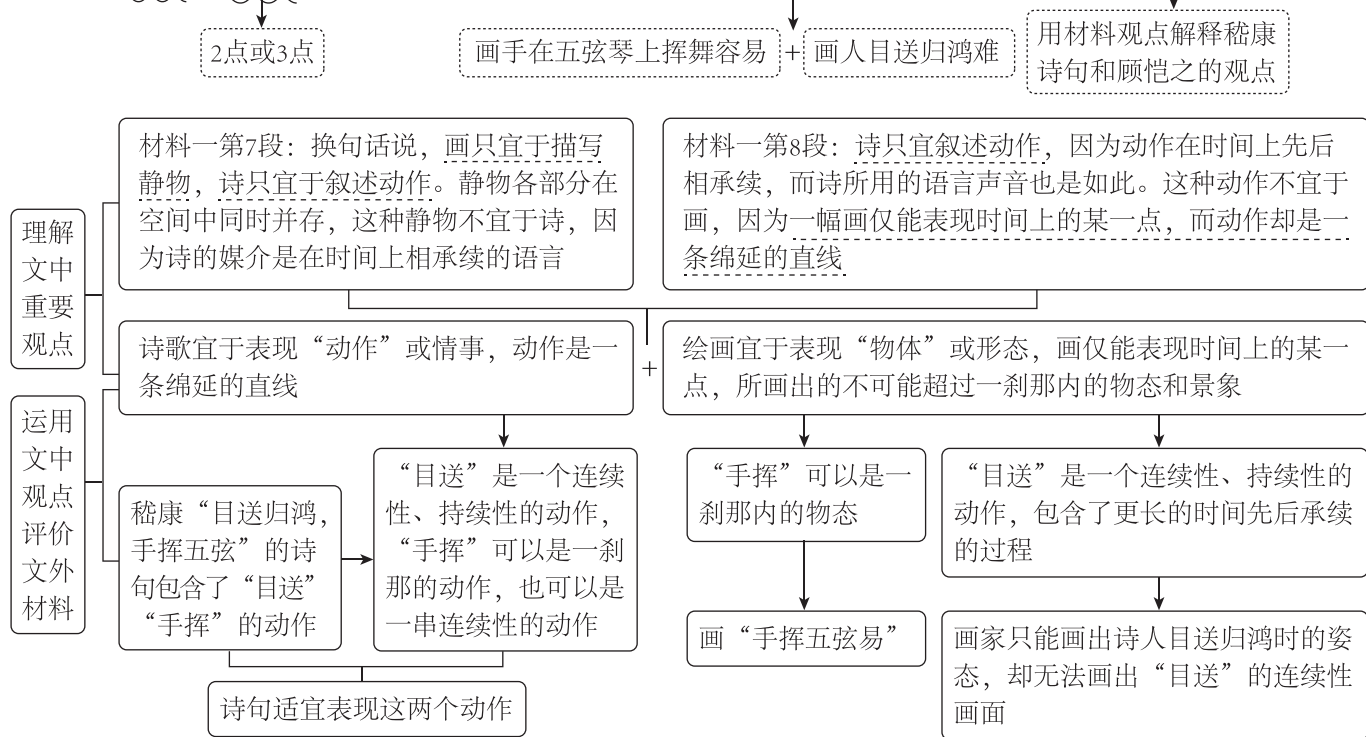 2点或3点
画手在五弦琴上挥舞容易
+
画人目送归鸿难
用材料观点解释嵇康
诗句和顾恺之的观点
理解
文中
重要
观点
材料一第7段：换句话说，画只宜于描写
静物，诗只宜于叙述动作。静物各部分在
空间中同时并存，这种静物不宜于诗，因
为诗的媒介是在时间上相承续的语言
材料一第8段：诗只宜叙述动作，因为动作在时间上先后
相承续，而诗所用的语言声音也是如此。这种动作不宜于
画，因为一幅画仅能表现时间上的某一点，而动作却是一
条绵延的直线
诗歌宜于表现“动作”或情事，动作是一
条绵延的直线
+
绘画宜于表现“物体”或形态，画仅能表现时间上的某一
点，所画出的不可能超过一刹那内的物态和景象
运用
文中
观点
评价
文外
材料
嵇康“目送归鸿，
手挥五弦”的诗
句包含了“目送”
“手挥”的动作
“目送”是一个连续
性、持续性的动作，
“手挥”可以是一刹
那的动作，也可以是
一串连续性的动作
诗句适宜表现这两个动作
“手挥”可以是一
刹那内的物态
画“手挥五弦易”
“目送”是一个连续性、持续性的
动作，包含了更长的时间先后承续
的过程
画家只能画出诗人目送归鸿时的姿
态，却无法画出“目送”的连续性
画面